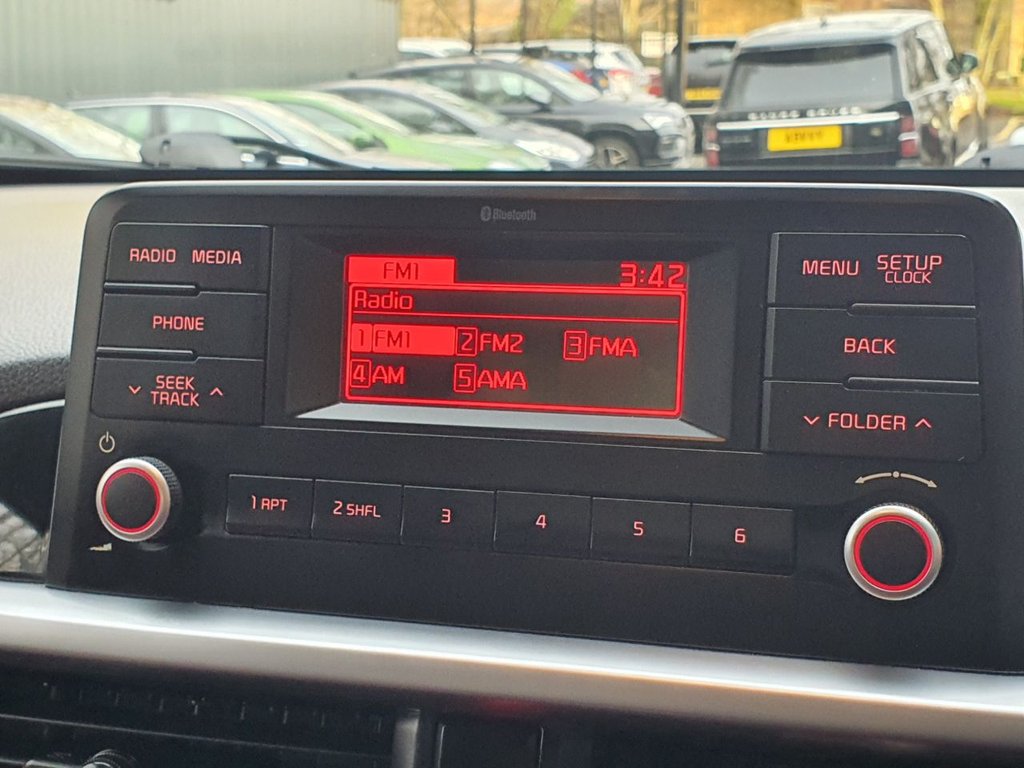 Bluetooth
RADIO MEDIA
PHONE
SEEK
TRACK
FM1 3:42
Radio
1 FM1 2 FM2 3 FMA
4 AM 5 AMA
MENU SETUP
CLOCK
BACK
FOLDER
1 RPT 2 SHFL 3 4 5 6